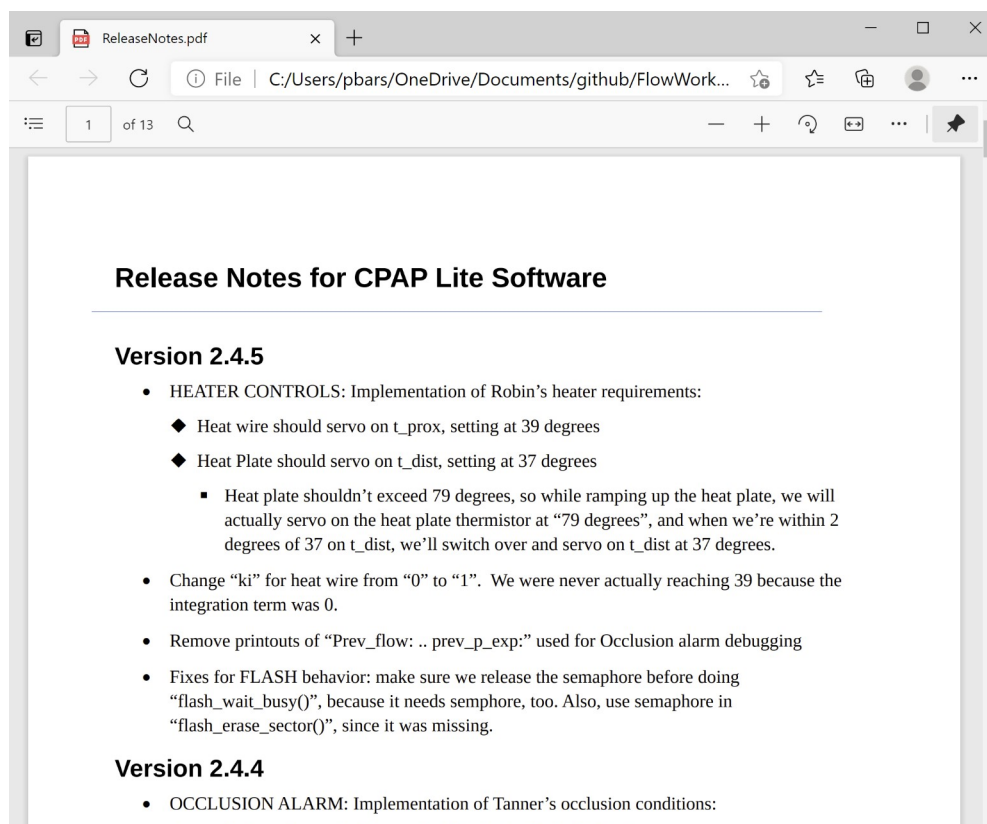 ReleaseNotes.pdf
File
C:/Users/pbars/OneDrive/Documents/github/FlowWork...
1 of 13
Release Notes for CPAP Lite Software
Version 2.4.5
• HEATER CONTROLS: Implementation of Robin’s heater requirements:
◆ Heat wire should servo on t_prox, setting at 39 degrees
◆ Heat Plate should servo on t_dist, setting at 37 degrees
▪ Heat plate shouldn’t exceed 79 degrees, so while ramping up the heat plate, we will
actually servo on the heat plate thermistor at “79 degrees”, and when we’re within 2
degrees of 37 on t_dist, we’ll switch over and servo on t_dist at 37 degrees.
• Change “ki” for heat wire from “0” to “1”.  We were never actually reaching 39 because the
integration term was 0.
• Remove printouts of “Prev_flow: .. prev_p_exp:” used for Occlusion alarm debugging
• Fixes for FLASH behavior: make sure we release the semaphore before doing
“flash_wait_busy()”, because it needs semphore, too. Also, use semaphore in
“flash_erase_sector()”, since it was missing.
Version 2.4.4
• OCCLUSION ALARM: Implementation of Tanner’s occlusion conditions: